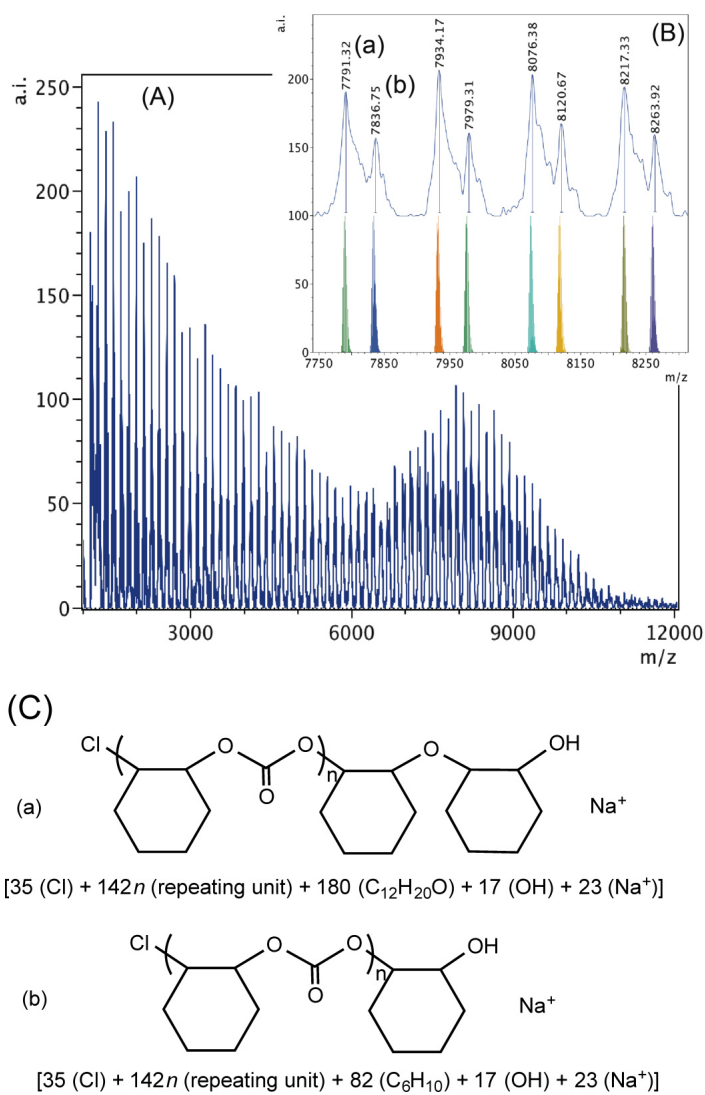 a.i.
(A)
250
200
150
100
50
0
3000
6000
9000
12000
m/z
a.i.
(a)
(b)
(B)
7791.32
7836.75
7934.17
7979.31
8076.38
8120.67
8217.33
8263.92
200
150
100
50
0
7750
7850
7950
8050
8150
8250
m/z
(C)
Cl
O
O
n
O
OH
O
(a)
Na⁺
[35 (Cl) + 142n (repeating unit) + 180 (C₁₂H₂₀O) + 17 (OH) + 23 (Na⁺)]
Cl
O
O
n
OH
O
(b)
Na⁺
[35 (Cl) + 142n (repeating unit) + 82 (C₆H₁₀) + 17 (OH) + 23 (Na⁺)]